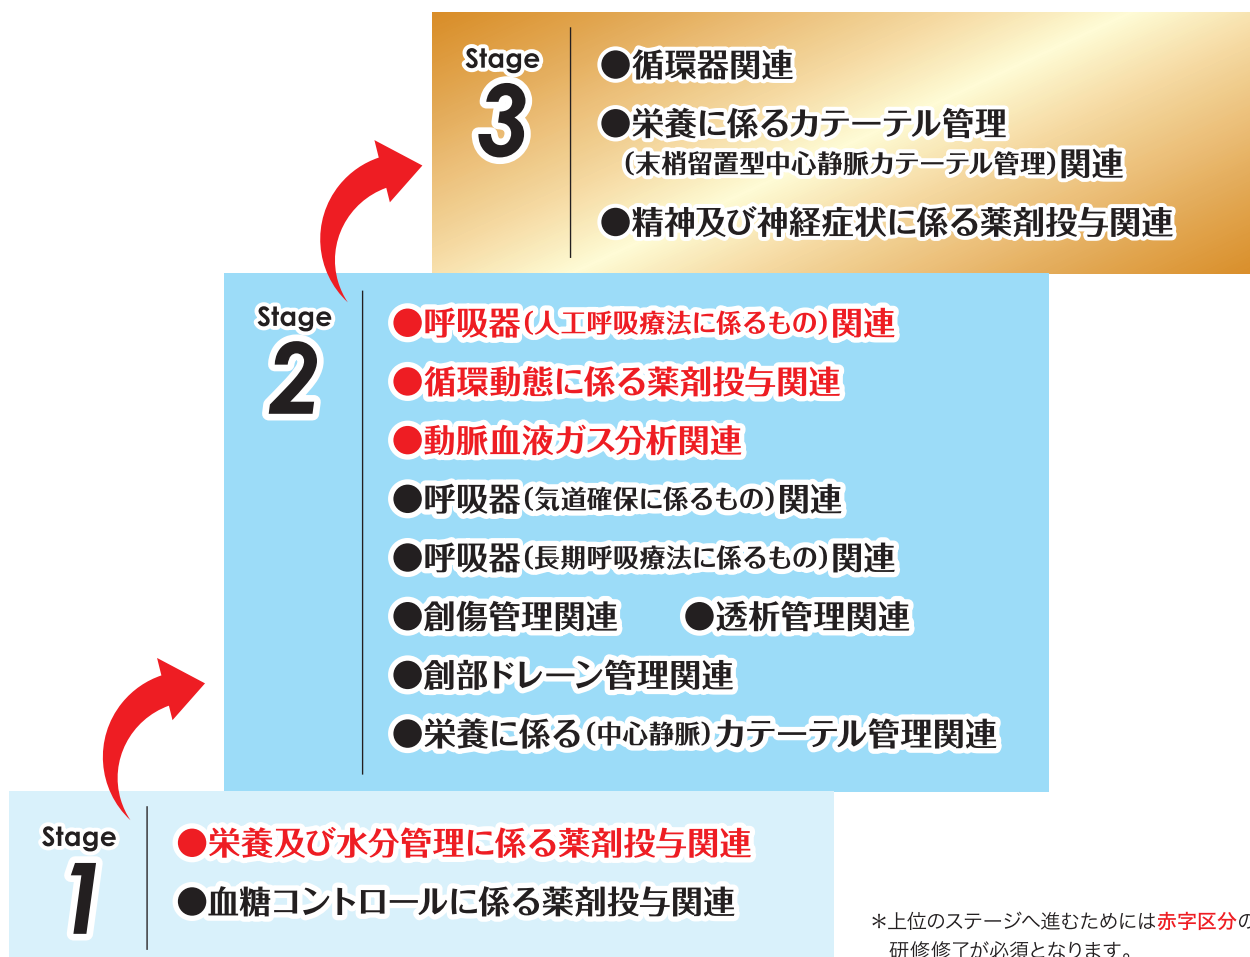 Stage
3
●循環器関連
●栄養に係るカテーテル管理
（末梢留置型中心静脈カテーテル管理）関連
●精神及び神経症状に係る薬剤投与関連
Stage
2
●呼吸器（人工呼吸療法に係るもの）関連
●循環動態に係る薬剤投与関連
●動脈血液ガス分析関連
●呼吸器（気道確保に係るもの）関連
●呼吸器（長期呼吸療法に係るもの）関連
●創傷管理関連 ●透析管理関連
●創部ドレーン管理関連
●栄養に係る（中心静脈）カテーテル管理関連
Stage
1
●栄養及び水分管理に係る薬剤投与関連
●血糖コントロールに係る薬剤投与関連
＊上位のステージへ進むためには赤字区分の
研修修了が必須となります。